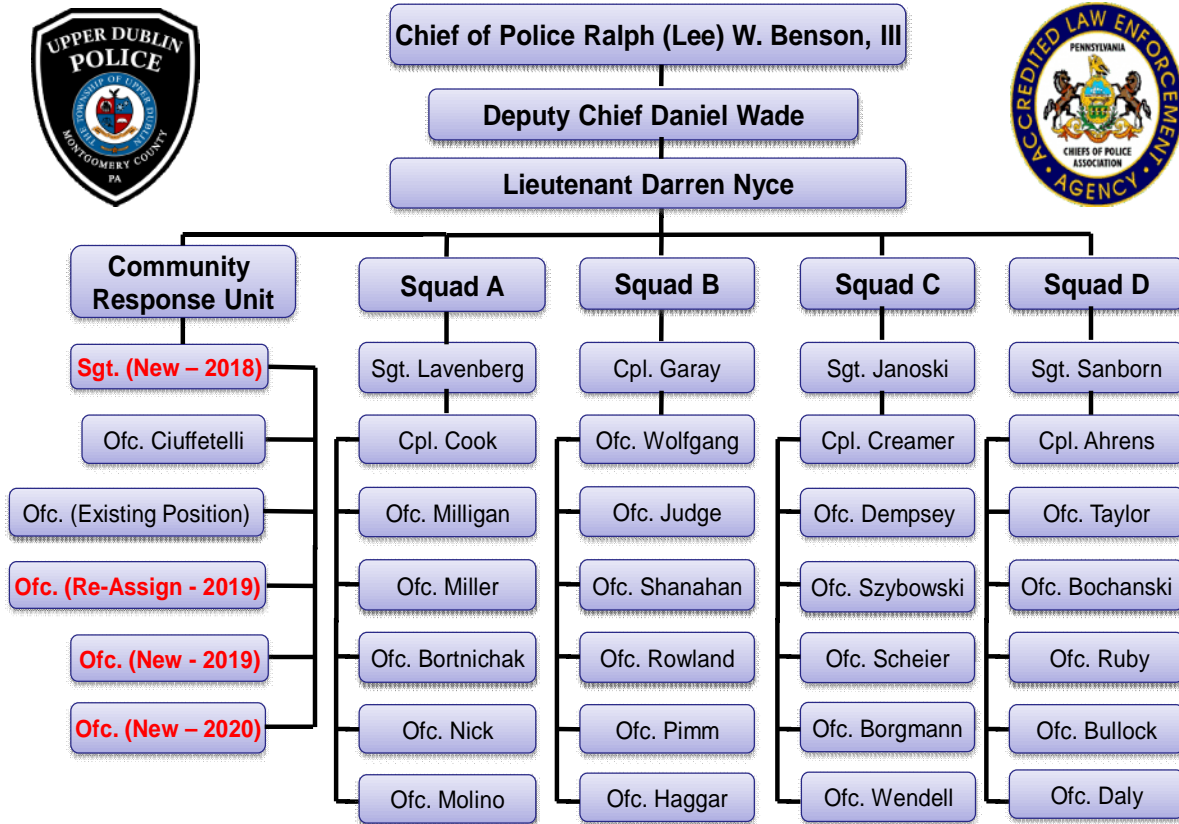 UPPER DUBLIN
POLICE
THE TOWNSHIP OF UPPER DUBLIN
MONTGOMERY COUNTY
PA
Chief of Police Ralph (Lee) W. Benson, III
Deputy Chief Daniel Wade
Lieutenant Darren Nyce
ACCREDITED LAW ENFORCEMENT
• AGENCY •
PENNSYLVANIA
CHIEFS OF POLICE
ASSOCIATION
Community
Response Unit
Sgt. (New – 2018)
Ofc. Ciuffetelli
Ofc. (Existing Position)
Ofc. (Re-Assign - 2019)
Ofc. (New - 2019)
Ofc. (New – 2020)
Squad A
Sgt. Lavenberg
Cpl. Cook
Ofc. Milligan
Ofc. Miller
Ofc. Bortnichak
Ofc. Nick
Ofc. Molino
Squad B
Cpl. Garay
Ofc. Wolfgang
Ofc. Judge
Ofc. Shanahan
Ofc. Rowland
Ofc. Pimm
Ofc. Haggar
Squad C
Sgt. Janoski
Cpl. Creamer
Ofc. Dempsey
Ofc. Szybowski
Ofc. Scheier
Ofc. Borgmann
Ofc. Wendell
Squad D
Sgt. Sanborn
Cpl. Ahrens
Ofc. Taylor
Ofc. Bochanski
Ofc. Ruby
Ofc. Bullock
Ofc. Daly